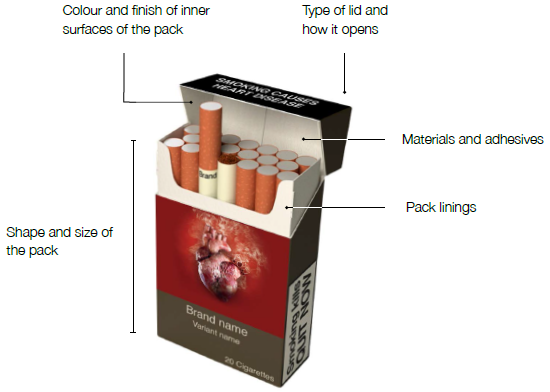 Colour and finish of inner
surfaces of the pack
Type of lid and
how it opens
SMOKING CAUSES
HEART DISEASE
Materials and adhesives
Brand
Pack linings
Shape and size of
the pack
Brand name
Variant name
20 Cigarettes
Smoking kills
QUIT NOW